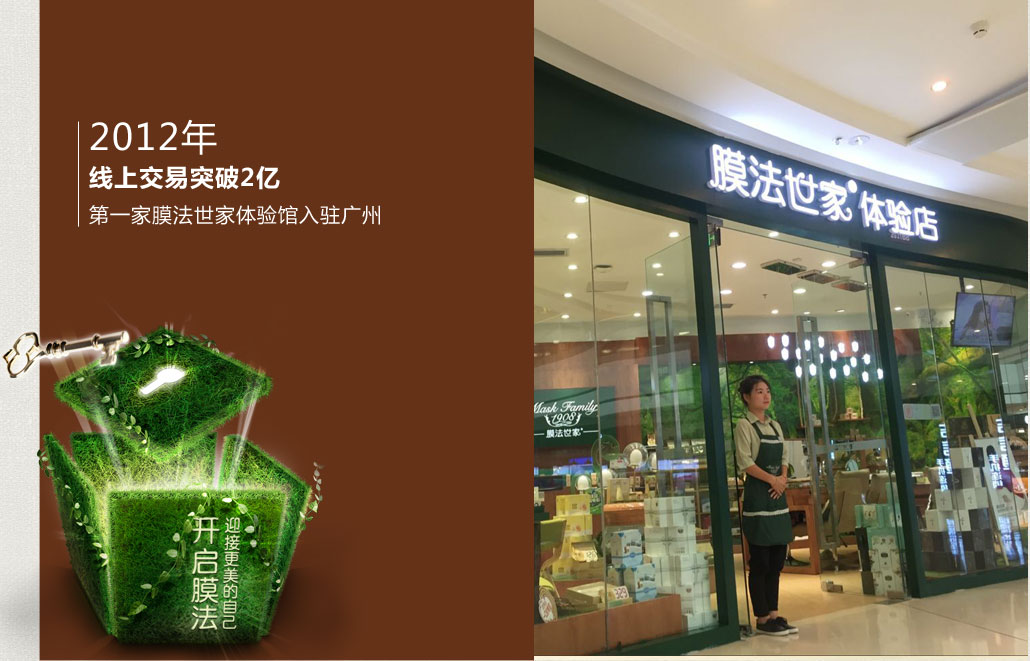 2012年
线上交易突破2亿
第一家膜法世家体验馆入驻广州
迎接更美的自己
开启膜法
膜法世家 体验店
Mask Family
1908
膜法世家